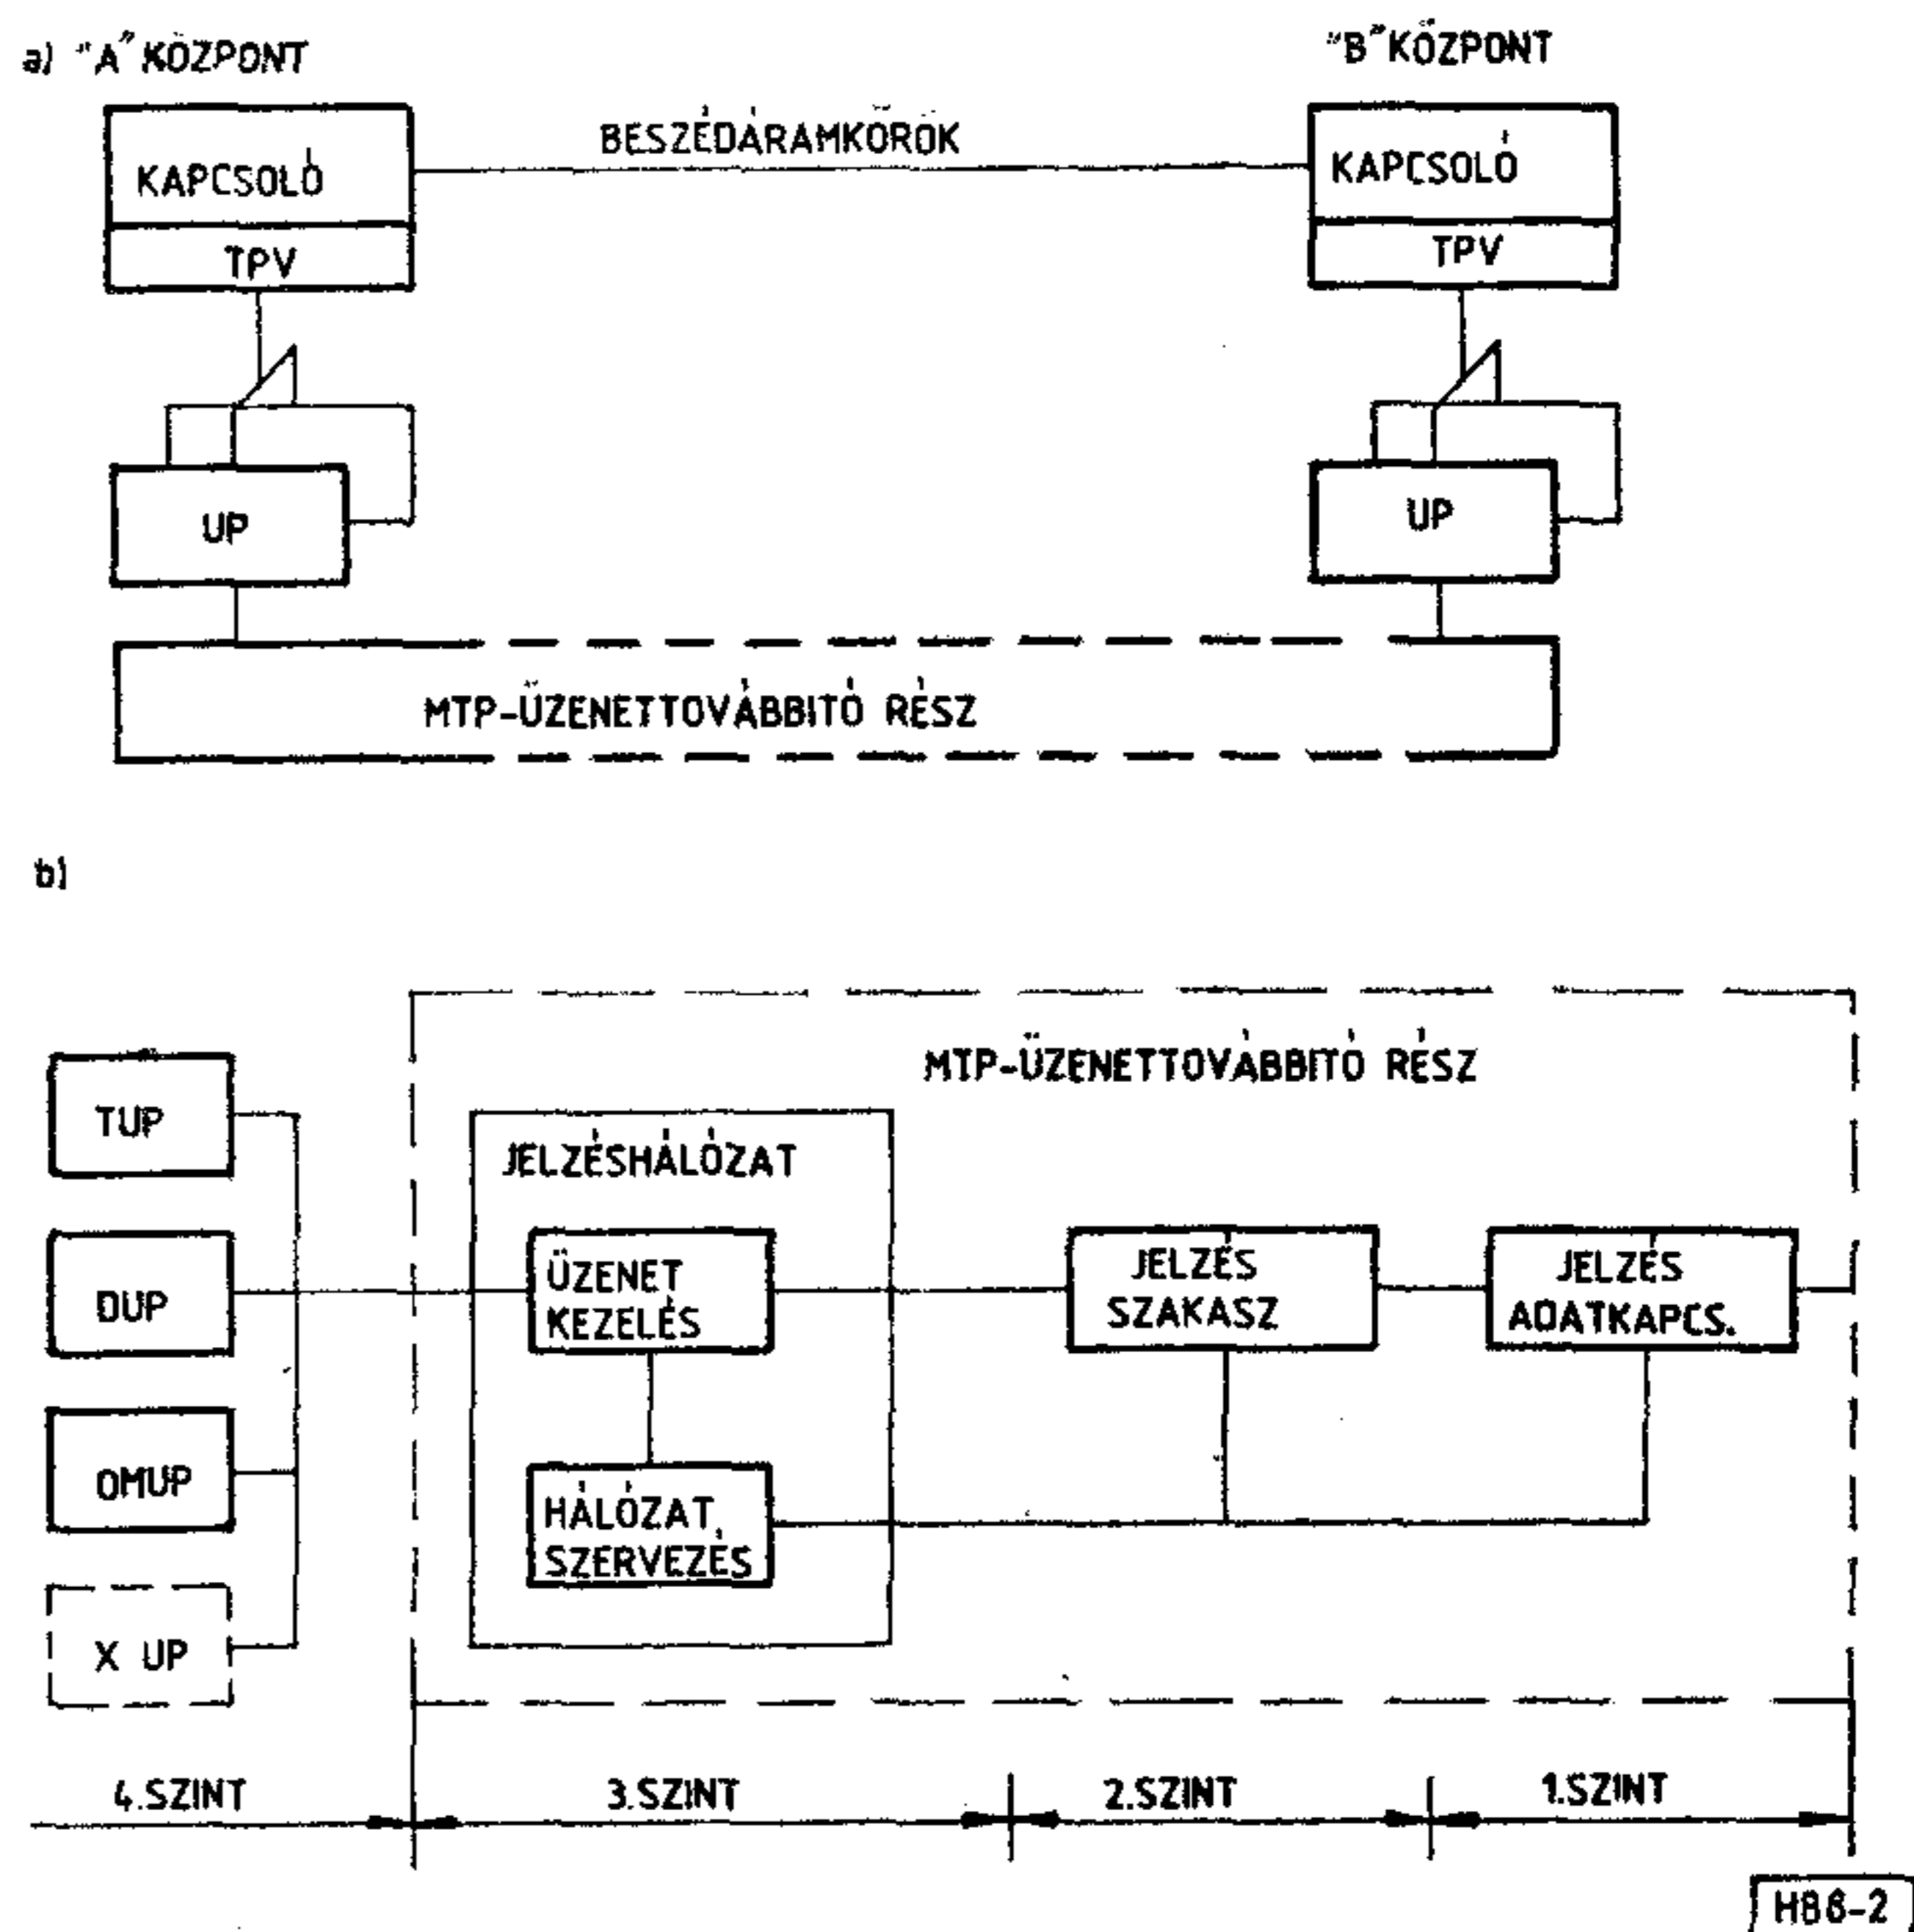 a) "A" KÖZPONT
"B" KÖZPONT
BESZÉDÁRAMKÖRÖK
KAPCSOLÓ
KAPCSOLÓ
TPV
TPV
UP
UP
MTP-ÜZENETTOVÁBBITÓ RÉSZ
b)
MTP-ÜZENETTOVÁBBITÓ RÉSZ
TUP
JELZÉSHÁLÓZAT
DUP
ÜZENET
KEZELÉS
JELZÉS
SZAKASZ
JELZÉS
ADATKAPCS.
OMUP
HÁLÓZAT
SZERVEZÉS
X UP
4.SZINT
3.SZINT
2.SZINT
1.SZINT
H86-2